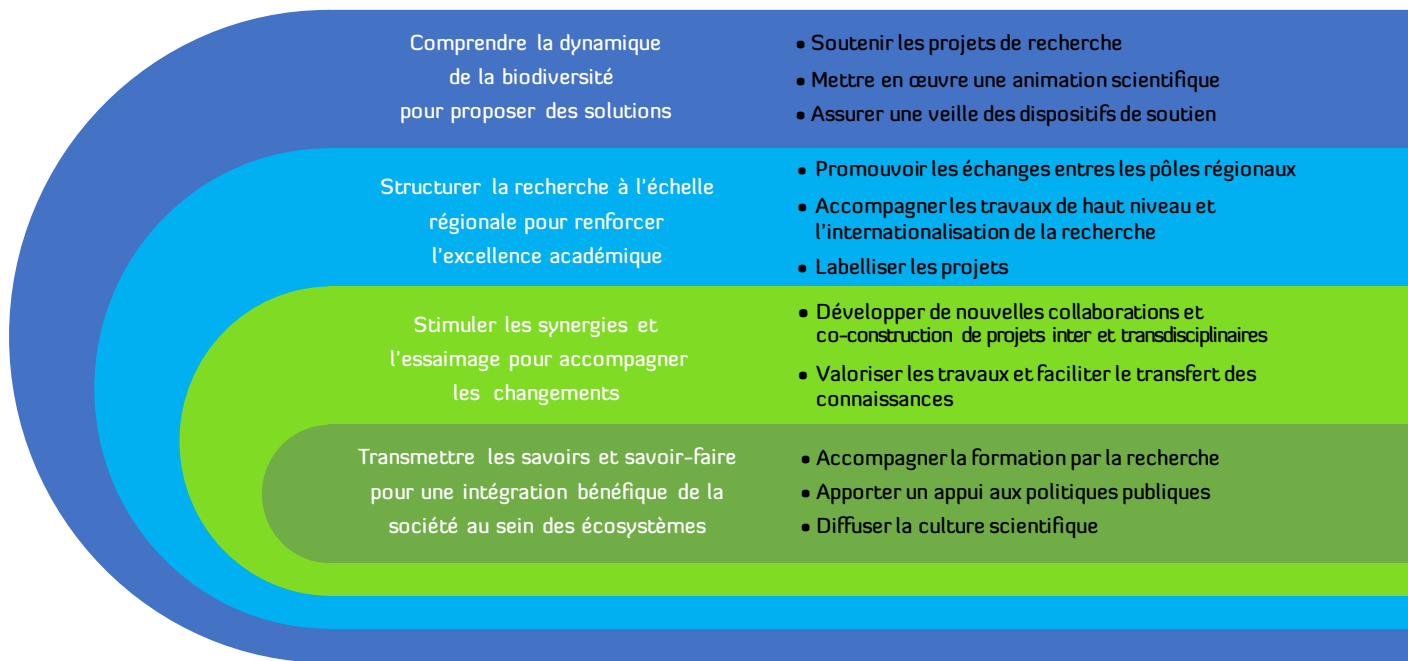 Comprendre la dynamique
de la biodiversité
pour proposer des solutions
• Soutenir les projets de recherche
• Mettre en œuvre une animation scientifique
• Assurer une veille des dispositifs de soutien
Structurer la recherche à l'échelle
régionale pour renforcer
l'excellence académique
• Promouvoir les échanges entres les pôles régionaux
• Accompagner les travaux de haut niveau et
l'internationalisation de la recherche
• Labelliser les projets
Stimuler les synergies et
l'essaimage pour accompagner
les changements
• Développer de nouvelles collaborations et
co-construction de projets inter et transdisciplinaires
• Valoriser les travaux et faciliter le transfert des
connaissances
Transmettre les savoirs et savoir-faire
pour une intégration bénéfique de la
société au sein des écosystèmes
• Accompagner la formation par la recherche
• Apporter un appui aux politiques publiques
• Diffuser la culture scientifique